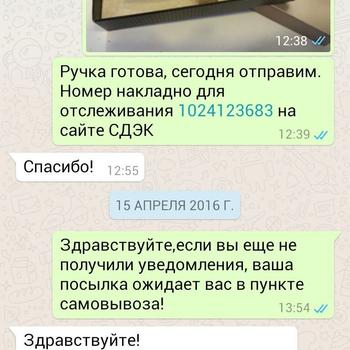 12:38
Ручка готова, сегодня отправим.
Номер накладно для
отслеживания 1024123683 на
сайте СДЭК
12:39
Спасибо!
12:55
15 АПРЕЛЯ 2016 Г.
Здравствуйте,если вы еще не
получили уведомления, ваша
посылка ожидает вас в пункте
самовывоза!
13:54
Здравствуйте!